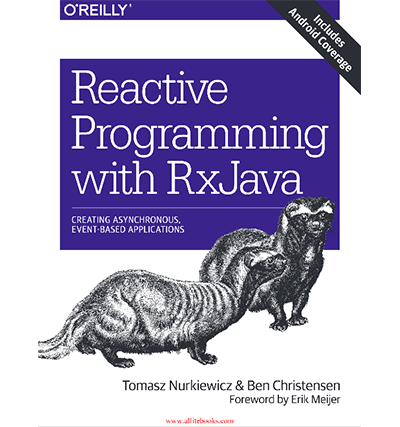 O'REILLY®
Includes
Android Coverage
Reactive
Programming
with RxJava
CREATING ASYNCHRONOUS,
EVENT-BASED APPLICATIONS
Tomasz Nurkiewicz & Ben Christensen
Foreword by Erik Meijer
www.allitebooks.com